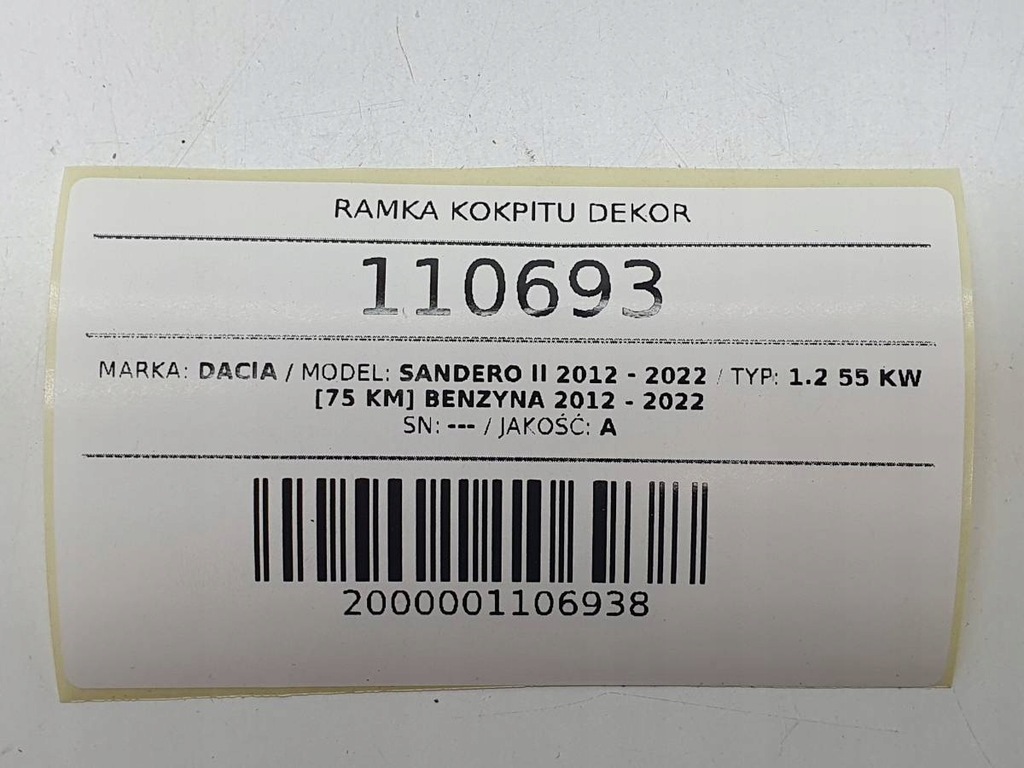 RAMKA KOKPITU DEKOR
110693
MARKA: DACIA / MODEL: SANDERO II 2012 - 2022 / TYP: 1.2 55 KW
[75 KM] BENZYNA 2012 - 2022
SN: --- / JAKOŚĆ: A
2000001106938